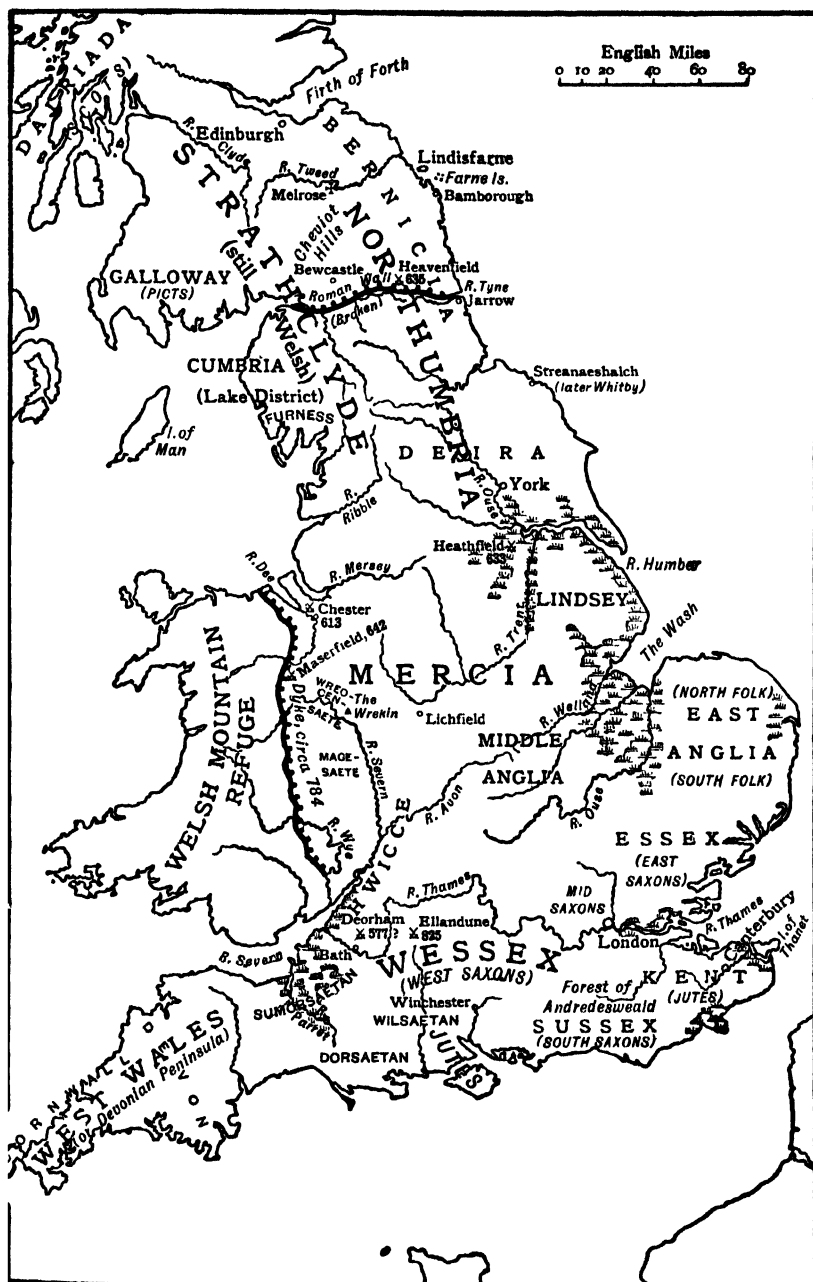 English Miles
0 10 20 40 60 80
DALRIADA
(SCOTS)
Firth of Forth
Edinburgh
R. Clyde
BERNICIA
Lindisfarne
Farne Is.
Bamborough
R. Tweed
Melrose
STRATHCLYDE
(still Welsh)
NORTHUMBRIA
Cheviot
Hills
Bewcastle
Heavenfield
635
Roman Wall
(Broken)
R. Tyne
Jarrow
GALLOWAY
(PICTS)
CUMBRIA
(Lake District)
FURNESS
I. of
Man
Streanaeshalch
(later Whitby)
DEIRA
R. Ouse
York
R.
Ribble
Heathfield
633
R. Humber
R. Dee
R. Mersey
Chester
613
LINDSEY
R. Trent
Maserfield, 642
MERCIA
The Wash
WELSH MOUNTAIN
REFUGE
Dyke, circa 784
WREO-
CEN-
SAETE
The
Wrekin
Lichfield
R. Welland
(NORTH FOLK)
EAST
ANGLIA
(SOUTH FOLK)
MIDDLE
ANGLIA
MAGE-
SAETE
R. Severn
R. Avon
R. Ouse
R. Wye
HWICCE
ESSEX
(EAST
SAXONS)
MID
SAXONS
R. Thames
Deorham
577?
Ellandune
825
London
R. Thames
Canterbury
I. of
Thanet
R. Severn
Bath
WESSEX
(WEST SAXONS)
KENT
(JUTES)
Forest of
Andredesweald
SUMORSAETAN
R.
Parret
Winchester
WILSAETAN
SUSSEX
(SOUTH SAXONS)
DORSAETAN
JUTES
CORNWALL
DEVON
WEST WALES
(or Devonian Peninsula)